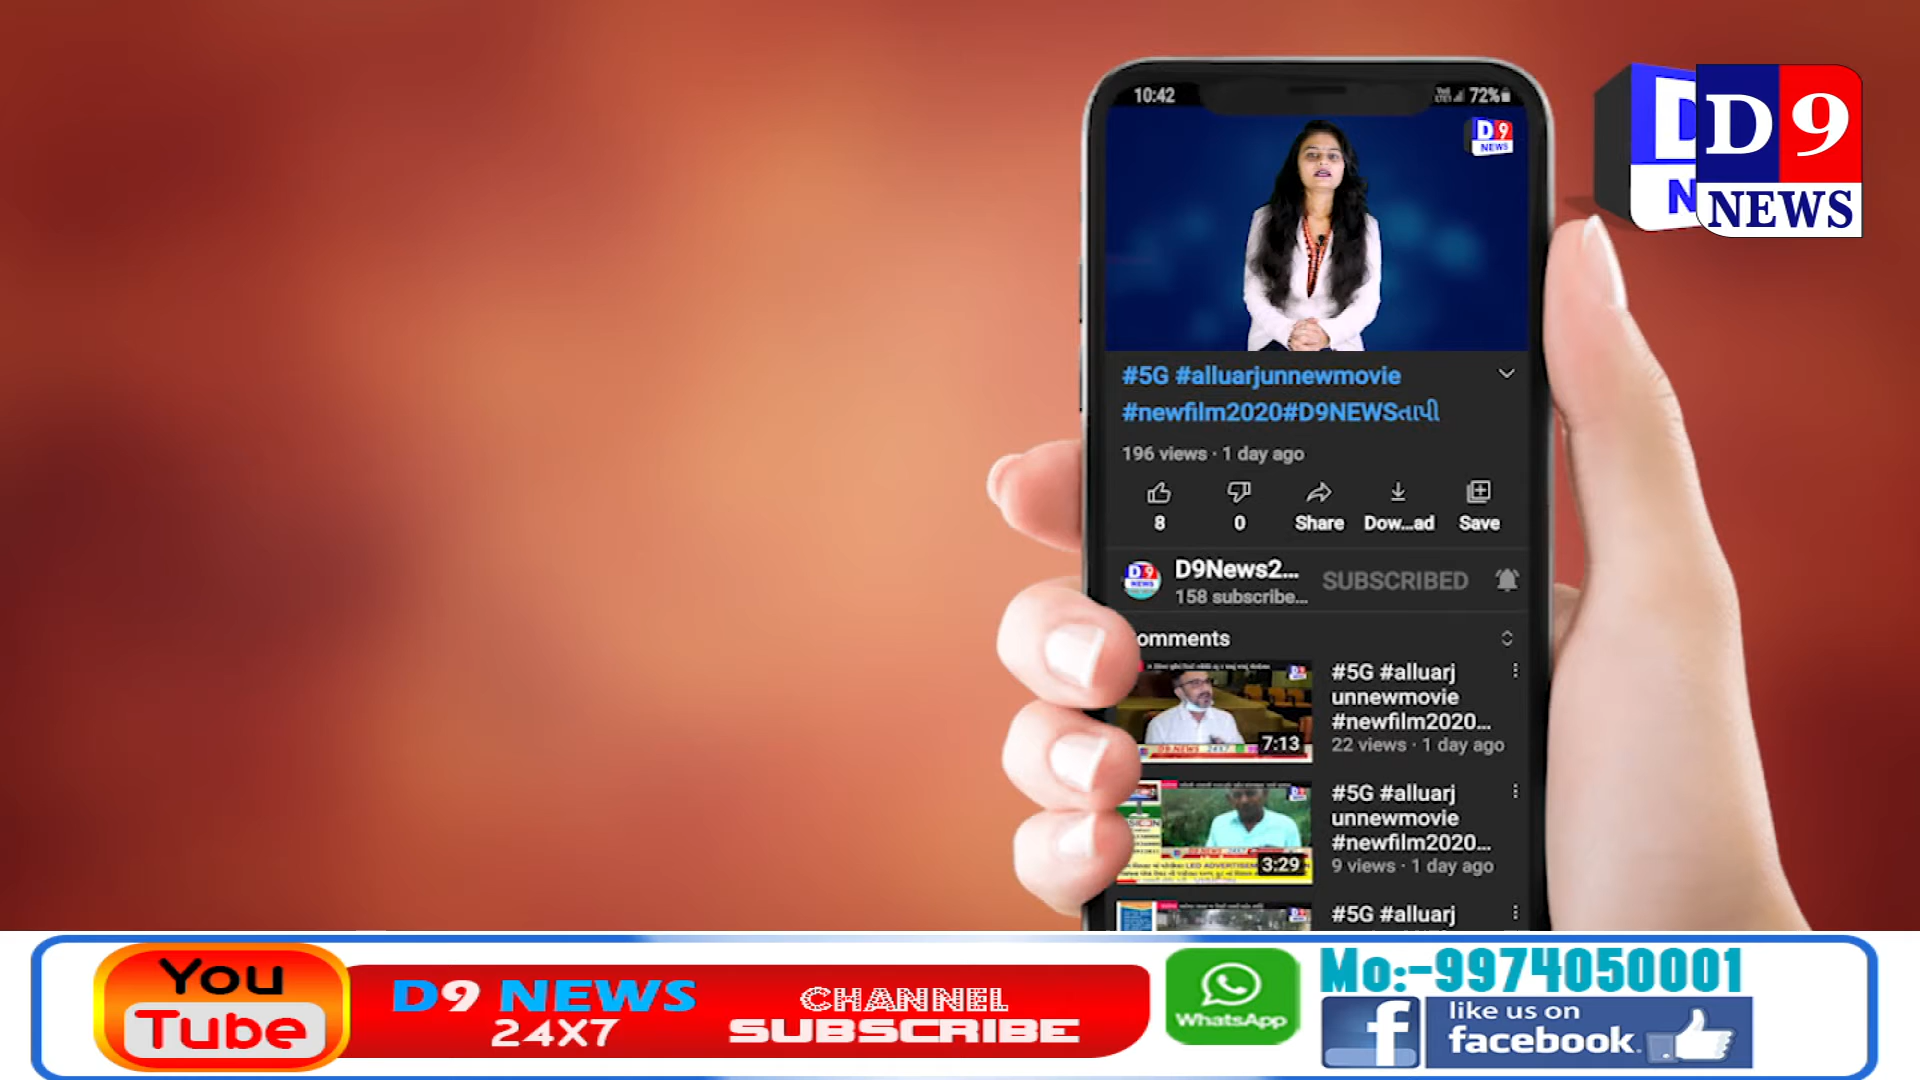 10:42
72%
D 9
NEWS
D 9
NEWS
#5G #alluarjunnewmovie
#newfilm2020#D9NEWSતાપી
196 views · 1 day ago
8
0
Share
Dow...ad
Save
D9News2...
SUBSCRIBED
158 subscribe...
omments
#5G #alluarj
unnewmovie
#newfilm2020...
22 views · 1 day ago
7:13
#5G #alluarj
unnewmovie
#newfilm2020...
9 views · 1 day ago
3:29
#5G #alluarj
You
Tube
D9 NEWS
24X7
CHANNEL
SUBSCRIBE
WhatsApp
Mo:-9974050001
f
like us on
facebook.